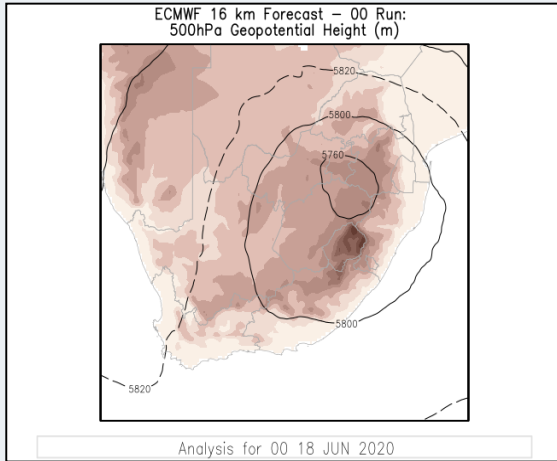 ECMWF 16 km Forecast – 00 Run:
500hPa Geopotential Height (m)
5820
5800
5760
5800
5820
Analysis for 00 18 JUN 2020